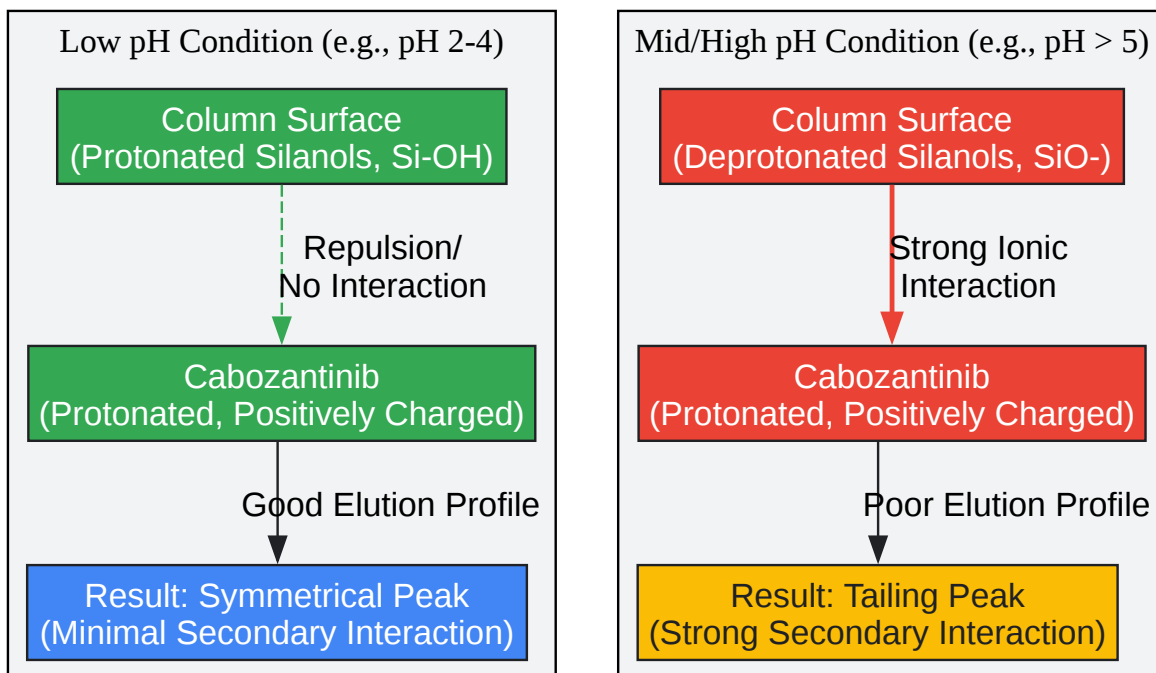 Low pH Condition (e.g., pH 2-4)
Column Surface
(Protonated Silanols, Si-OH)
Repulsion/
No Interaction
Cabozantinib
(Protonated, Positively Charged)
Good Elution Profile
Result: Symmetrical Peak
(Minimal Secondary Interaction)
Mid/High pH Condition (e.g., pH > 5)
Column Surface
(Deprotonated Silanols, SiO-)
Strong Ionic
Interaction
Cabozantinib
(Protonated, Positively Charged)
Poor Elution Profile
Result: Tailing Peak
(Strong Secondary Interaction)